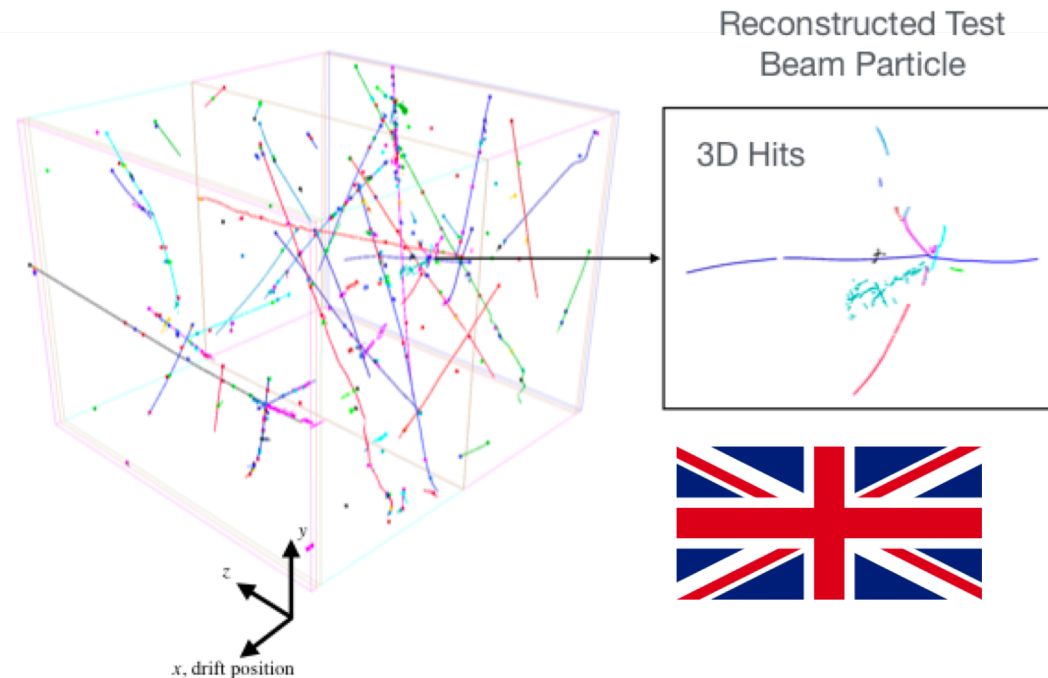 Reconstructed Test
Beam Particle
3D Hits
y
z
x, drift position